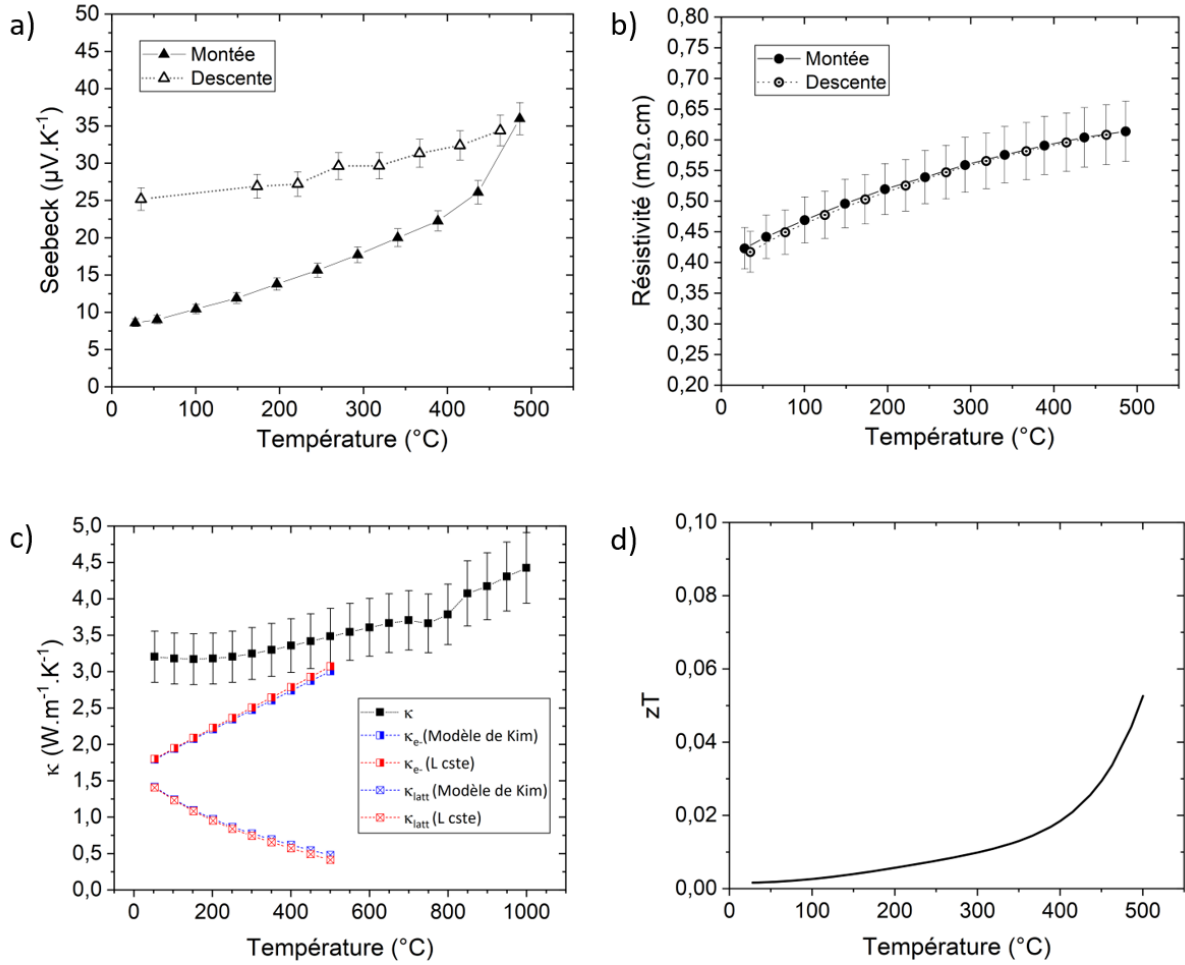 a)
50
45
40
35
30
25
20
15
10
5
0
Seebeck (µV.K⁻¹)
Montée
Descente
0 100 200 300 400 500
Température (°C)
b)
0,80
0,75
0,70
0,65
0,60
0,55
0,50
0,45
0,40
0,35
0,30
0,25
0,20
Résistivité (mΩ.cm)
Montée
Descente
0 100 200 300 400 500
Température (°C)
c)
5,0
4,5
4,0
3,5
3,0
2,5
2,0
1,5
1,0
0,5
0,0
κ (W.m⁻¹.K⁻¹)
κ
κe- (Modèle de Kim)
κe- (L cste)
κlatt (Modèle de Kim)
κlatt (L cste)
0 200 400 600 800 1000
Température (°C)
d)
0,10
0,08
0,06
0,04
0,02
0,00
zT
0 100 200 300 400 500
Température (°C)